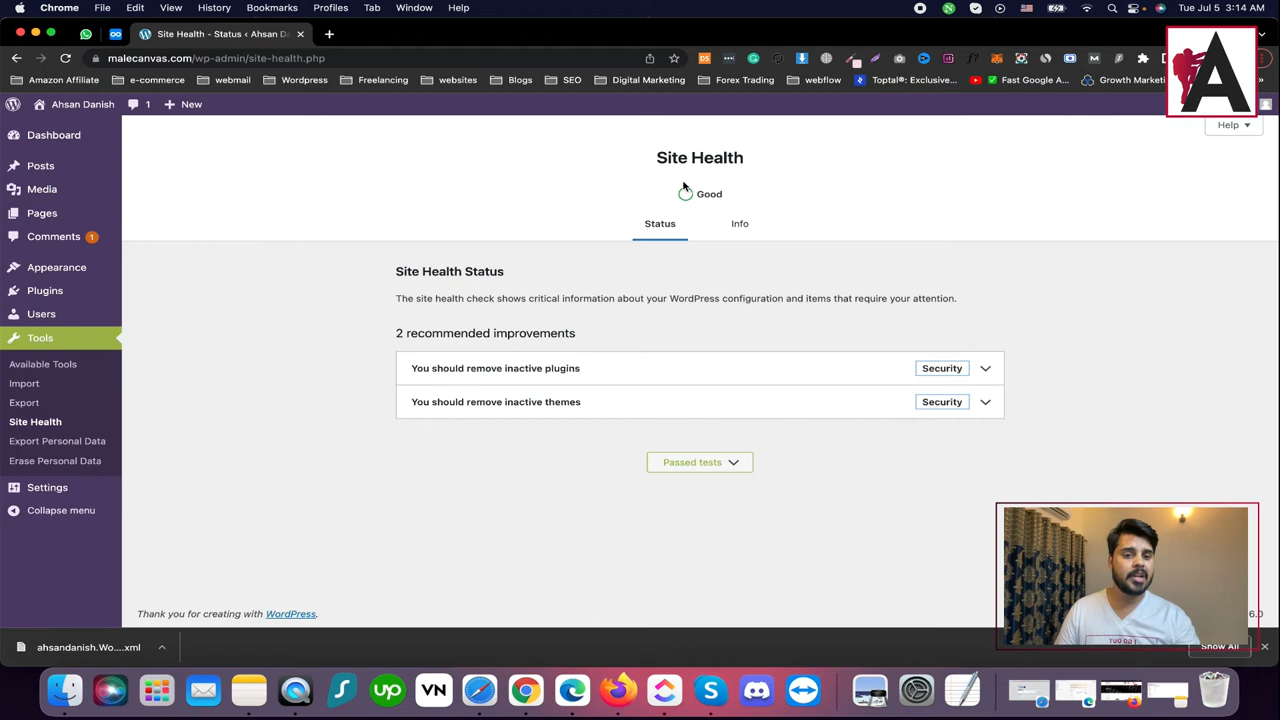 Chrome File Edit View History Bookmarks Profiles Tab Window Help
Tue Jul 5 3:14 AM
Site Health - Status ‹ Ahsan Da
malecanvas.com/wp-admin/site-health.php
Amazon Affiliate e-commerce webmail Freelancing websites Blogs SEO Digital Marketing Forex Trading webflow Toptal® Exclusive... Fast Google A... Growth Marketin
A
Ahsan Danish 1 New
Help
Dashboard
Posts
Media
Pages
Comments 1
Appearance
Plugins
Users
Tools
Available Tools
Import
Export
Site Health
Export Personal Data
Erase Personal Data
Settings
Collapse menu
Site Health
Good
Status Info
Site Health Status
The site health check shows critical information about your WordPress configuration and items that require your attention.
2 recommended improvements
You should remove inactive plugins Security
You should remove inactive themes Security
Passed tests
Thank you for creating with WordPress.
6.0
ahsandanish.Wo....xml
Show All
up VN